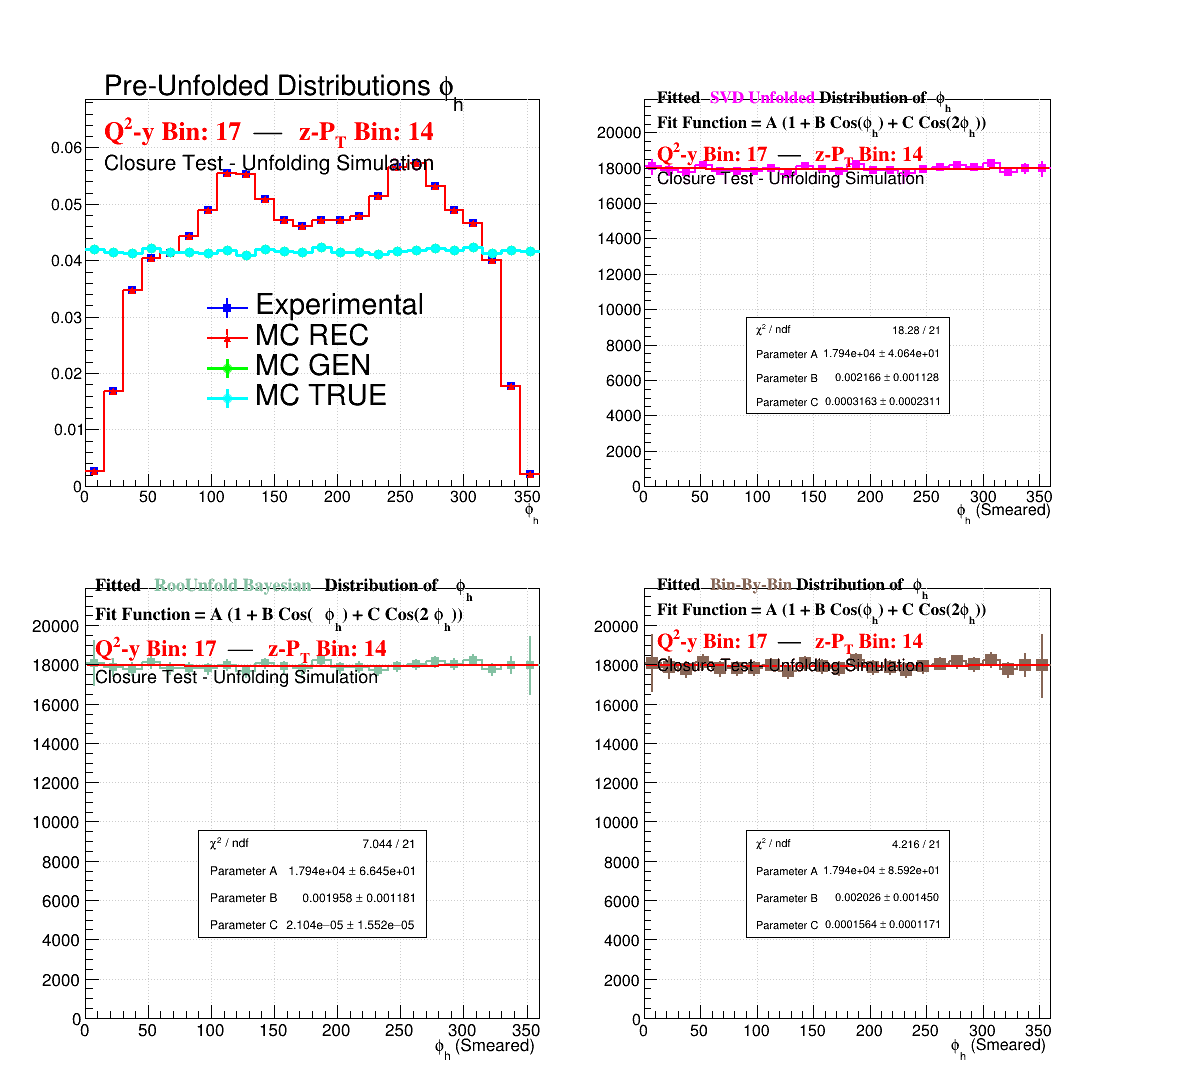 Pre-Unfolded Distributions ϕh
Q2-y Bin: 17 — z-PT Bin: 14
Closure Test - Unfolding Simulation
0.06
0.05
0.04
0.03
0.02
0.01
0
Experimental
MC REC
MC GEN
MC TRUE
0 50 100 150 200 250 300
ϕh
Fitted SVD Unfolded Distribution of ϕh
Fit Function = A (1 + B Cos(ϕh) + C Cos(2ϕh))
Q2-y Bin: 17 — z-PT Bin: 14
Closure Test - Unfolding Simulation
20000
18000
16000
14000
12000
10000
8000
6000
4000
2000
0
χ2 / ndf 18.28 / 21
Parameter A 1.794e+04 ± 4.064e+01
Parameter B 0.002166 ± 0.001128
Parameter C 0.0003163 ± 0.0002311
0 50 100 150 200 250 300 350
ϕh (Smeared)
Fitted RooUnfold Bayesian Distribution of ϕh
Fit Function = A (1 + B Cos( ϕh) + C Cos(2 ϕh))
Q2-y Bin: 17 — z-PT Bin: 14
Closure Test - Unfolding Simulation
20000
18000
16000
14000
12000
10000
8000
6000
4000
2000
0
χ2 / ndf 7.044 / 21
Parameter A 1.794e+04 ± 6.645e+01
Parameter B 0.001958 ± 0.001181
Parameter C 2.104e−05 ± 1.552e−05
0 50 100 150 200 250 300 350
ϕh (Smeared)
Fitted Bin-By-Bin Distribution of ϕh
Fit Function = A (1 + B Cos(ϕh) + C Cos(2ϕh))
Q2-y Bin: 17 — z-PT Bin: 14
Closure Test - Unfolding Simulation
20000
18000
16000
14000
12000
10000
8000
6000
4000
2000
0
χ2 / ndf 4.216 / 21
Parameter A 1.794e+04 ± 8.592e+01
Parameter B 0.002026 ± 0.001450
Parameter C 0.0001564 ± 0.0001171
0 50 100 150 200 250 300 350
ϕh (Smeared)